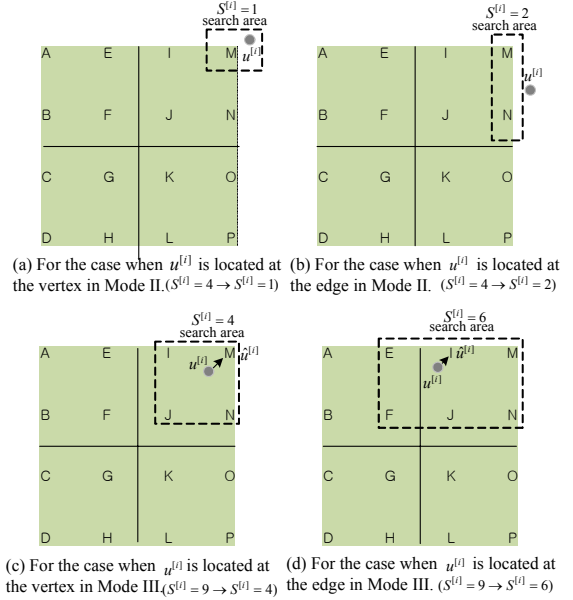 S^[i] = 1
search area
A E I M u^[i]
B F J N
C G K O
D H L P
(a) For the case when u^[i] is located at
the vertex in Mode II.(S^[i] = 4 → S^[i] = 1)
S^[i] = 2
search area
A E I M
u^[i]
B F J N
C G K O
D H L P
(b) For the case when u^[i] is located at
the edge in Mode II. (S^[i] = 4 → S^[i] = 2)
S^[i] = 4
search area
A E I M û^[i]
u^[i]
B F J N
C G K O
D H L P
(c) For the case when u^[i] is located at
the vertex in Mode III.(S^[i] = 9 → S^[i] = 4)
S^[i] = 6
search area
A E I û^[i] M
u^[i]
B F J N
C G K O
D H L P
(d) For the case when u^[i] is located at
the edge in Mode III. (S^[i] = 9 → S^[i] = 6)